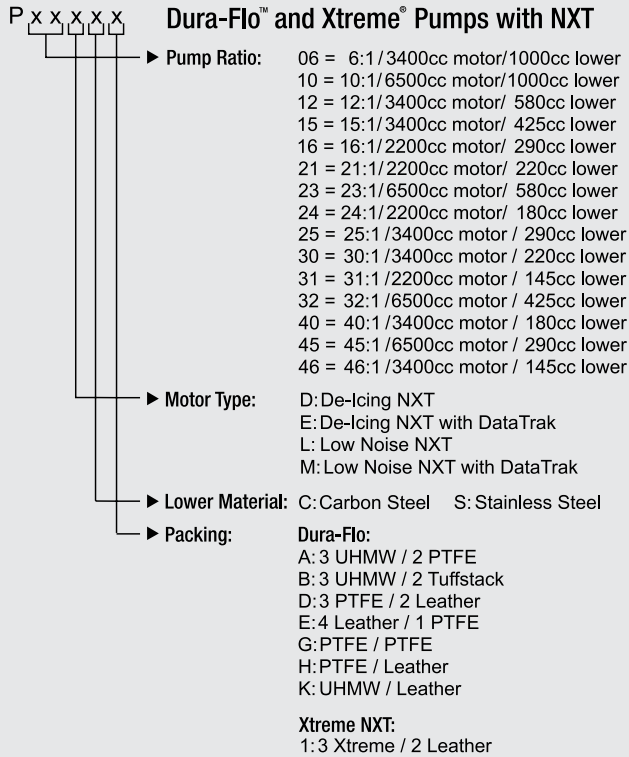 P x x x x x Dura-Flo™ and Xtreme® Pumps with NXT
▶ Pump Ratio: 06 = 6:1/3400cc motor/1000cc lower
10 = 10:1/6500cc motor/1000cc lower
12 = 12:1/3400cc motor/ 580cc lower
15 = 15:1/3400cc motor/ 425cc lower
16 = 16:1/2200cc motor/ 290cc lower
21 = 21:1/2200cc motor/ 220cc lower
23 = 23:1/6500cc motor/ 580cc lower
24 = 24:1/2200cc motor/ 180cc lower
25 = 25:1/3400cc motor / 290cc lower
30 = 30:1/3400cc motor / 220cc lower
31 = 31:1/2200cc motor / 145cc lower
32 = 32:1/6500cc motor / 425cc lower
40 = 40:1/3400cc motor / 180cc lower
45 = 45:1/6500cc motor / 290cc lower
46 = 46:1/3400cc motor / 145cc lower
▶ Motor Type: D:De-Icing NXT
E:De-Icing NXT with DataTrak
L: Low Noise NXT
M:Low Noise NXT with DataTrak
▶ Lower Material: C:Carbon Steel S:Stainless Steel
▶ Packing: Dura-Flo:
A:3 UHMW / 2 PTFE
B:3 UHMW / 2 Tuffstack
D:3 PTFE / 2 Leather
E:4 Leather / 1 PTFE
G:PTFE / PTFE
H:PTFE / Leather
K:UHMW / Leather
Xtreme NXT:
1:3 Xtreme / 2 Leather